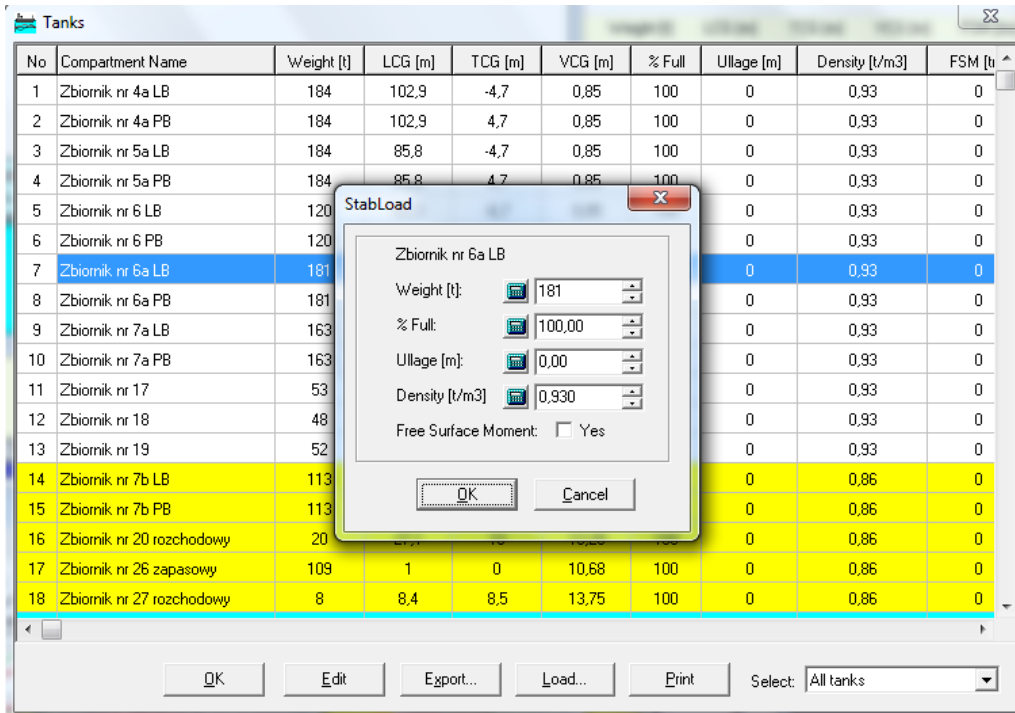 Tanks
No Compartment Name Weight [t] LCG [m] TCG [m] VCG [m] % Full Ullage [m] Density [t/m3] FSM [t
1 Zbiornik nr 4a LB 184 102,9 -4,7 0,85 100 0 0,93 0
2 Zbiornik nr 4a PB 184 102,9 4,7 0,85 100 0 0,93 0
3 Zbiornik nr 5a LB 184 85,8 -4,7 0,85 100 0 0,93 0
4 Zbiornik nr 5a PB 184 85,8 4,7 0,85 100 0 0,93 0
5 Zbiornik nr 6 LB 120 0 0,93 0
6 Zbiornik nr 6 PB 120 0 0,93 0
7 Zbiornik nr 6a LB 181 0 0,93 0
8 Zbiornik nr 6a PB 181 0 0,93 0
9 Zbiornik nr 7a LB 163 0 0,93 0
10 Zbiornik nr 7a PB 163 0 0,93 0
11 Zbiornik nr 17 53 0 0,93 0
12 Zbiornik nr 18 48 0 0,93 0
13 Zbiornik nr 19 52 0 0,93 0
14 Zbiornik nr 7b LB 113 0 0,86 0
15 Zbiornik nr 7b PB 113 0 0,86 0
16 Zbiornik nr 20 rozchodowy 20 0 0,86 0
17 Zbiornik nr 26 zapasowy 109 1 0 10,68 100 0 0,86 0
18 Zbiornik nr 27 rozchodowy 8 8,4 8,5 13,75 100 0 0,86 0
StabLoad
Zbiornik nr 6a LB
Weight [t]: 181
% Full: 100,00
Ullage [m]: 0,00
Density [t/m3] 0,930
Free Surface Moment: Yes
OK Cancel
OK Edit Export... Load... Print Select: All tanks